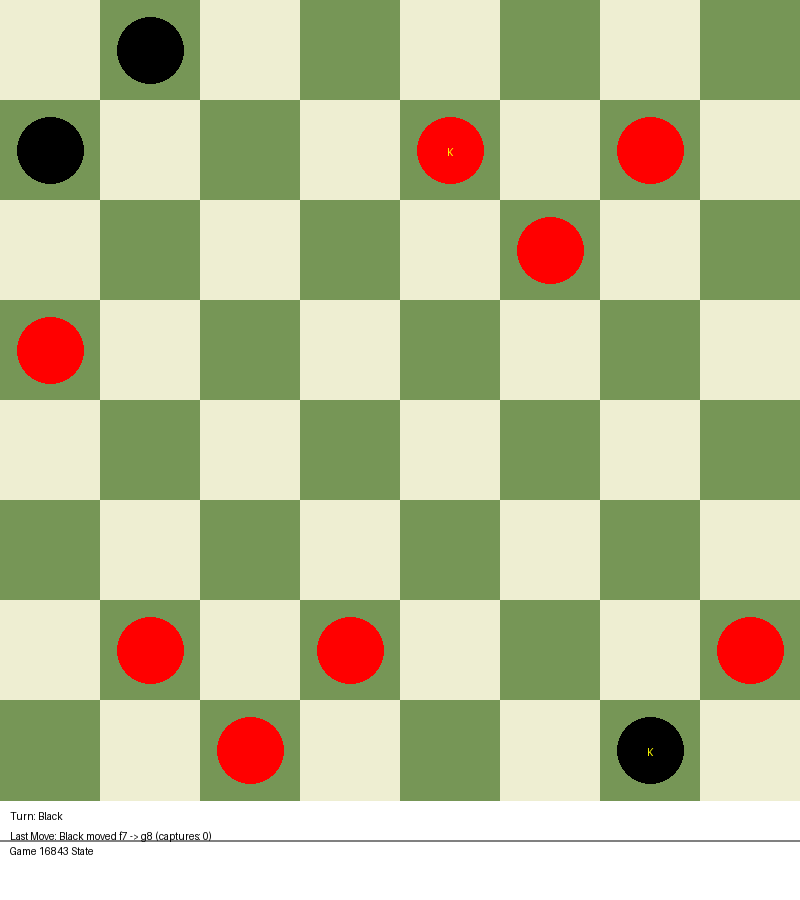 K
K
Turn: Black
Last Move: Black moved f7 -> g8 (captures: 0)
Game 16843 State